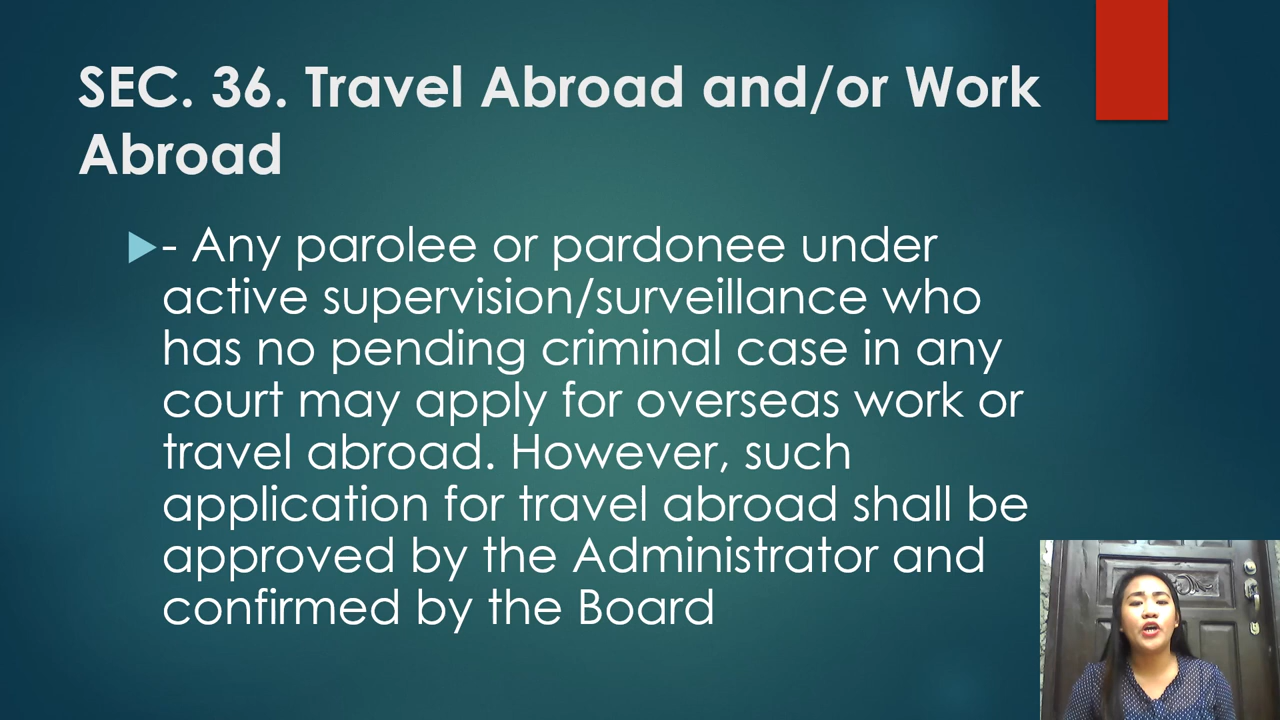 SEC. 36. Travel Abroad and/or Work
Abroad
- Any parolee or pardonee under
active supervision/surveillance who
has no pending criminal case in any
court may apply for overseas work or
travel abroad. However, such
application for travel abroad shall be
approved by the Administrator and
confirmed by the Board